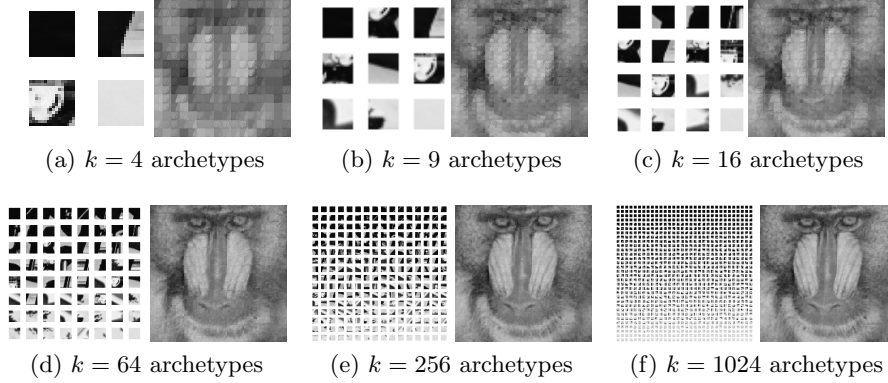 (a) k = 4 archetypes
(b) k = 9 archetypes
(c) k = 16 archetypes
(d) k = 64 archetypes
(e) k = 256 archetypes
(f) k = 1024 archetypes